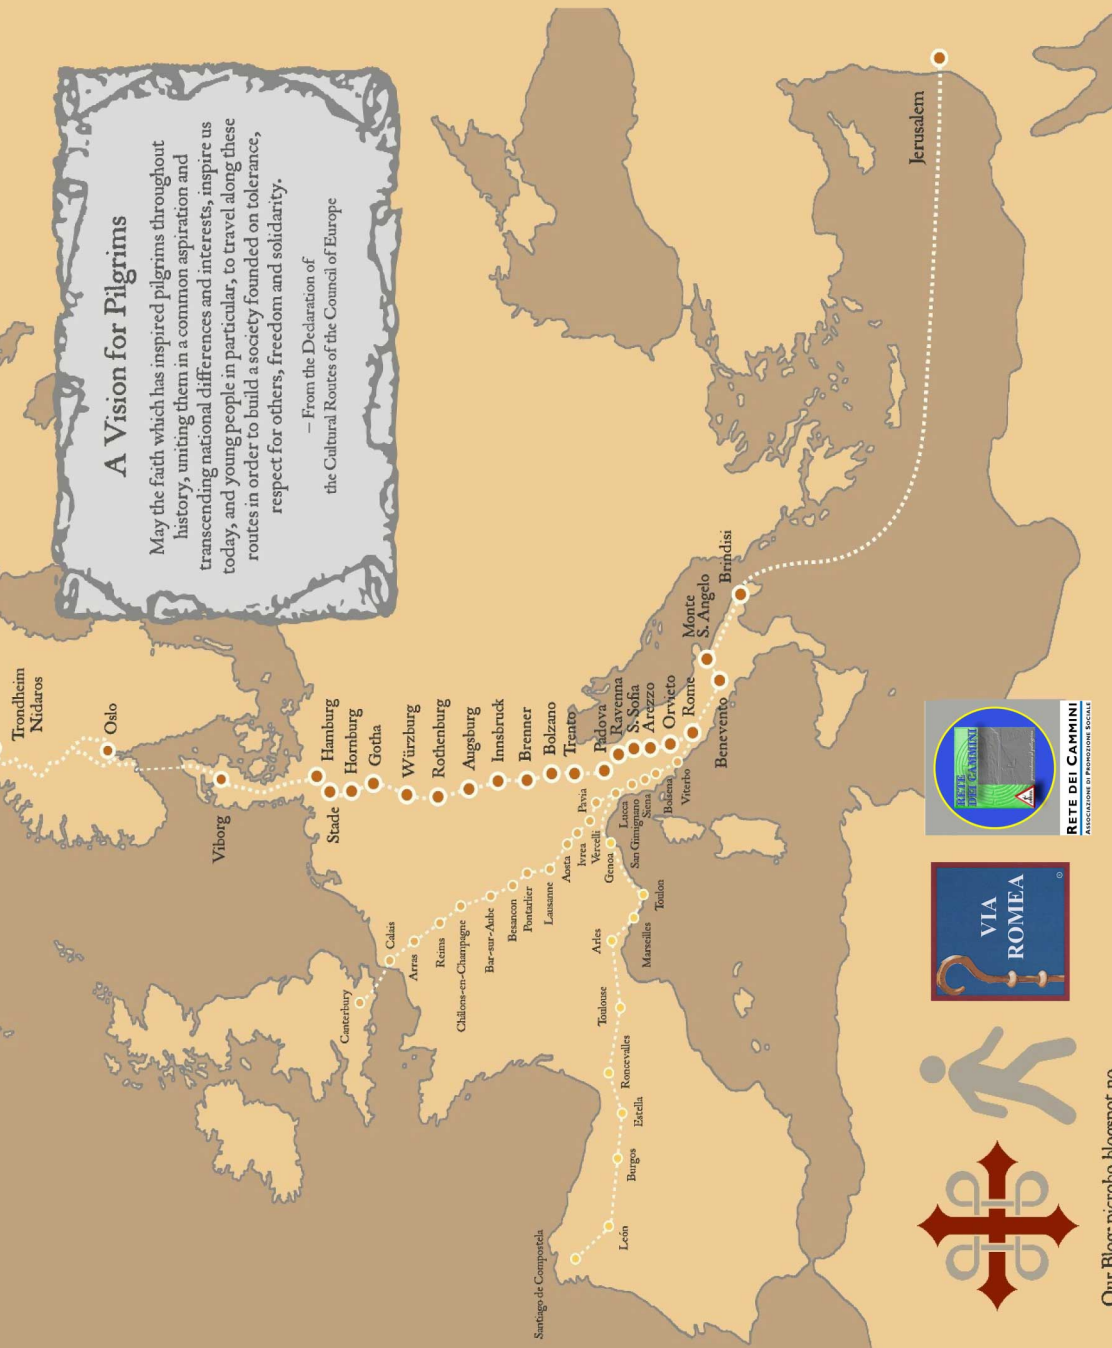 A Vision for Pilgrims
May the faith which has inspired pilgrims throughout
history, uniting them in a common aspiration and
transcending national differences and interests, inspire us
today, and young people in particular, to travel along these
routes in order to build a society founded on tolerance,
respect for others, freedom and solidarity.
– From the Declaration of
the Cultural Routes of the Council of Europe
Trondheim
Nidaros
Oslo
Viborg
Hamburg
Stade
Hornburg
Gotha
Würzburg
Rothenburg
Augsburg
Innsbruck
Brenner
Bolzano
Trento
Padova
Ravenna
S. Sofia
Arezzo
Orvieto
Rome
Monte
S. Angelo
Benevento
Brindisi
Jerusalem
Canterbury
Calais
Arras
Reims
Châlons-en-Champagne
Bar-sur-Aube
Besancon
Pontarlier
Lausanne
Aosta
Ivrea
Vercelli
Pavia
Genoa
Lucca
San Gimignano
Siena
Bolsena
Viterbo
Toulon
Marseilles
Arles
Toulouse
Roncevalles
Estella
Burgos
León
Santiago de Compostela
RETE
DEI CAMMINI
RETE DEI CAMMINI
ASSOCIAZIONE DI PROMOZIONE SOCIALE
VIA
ROMEA
©
Our Blog: picrobo.blogspot.no